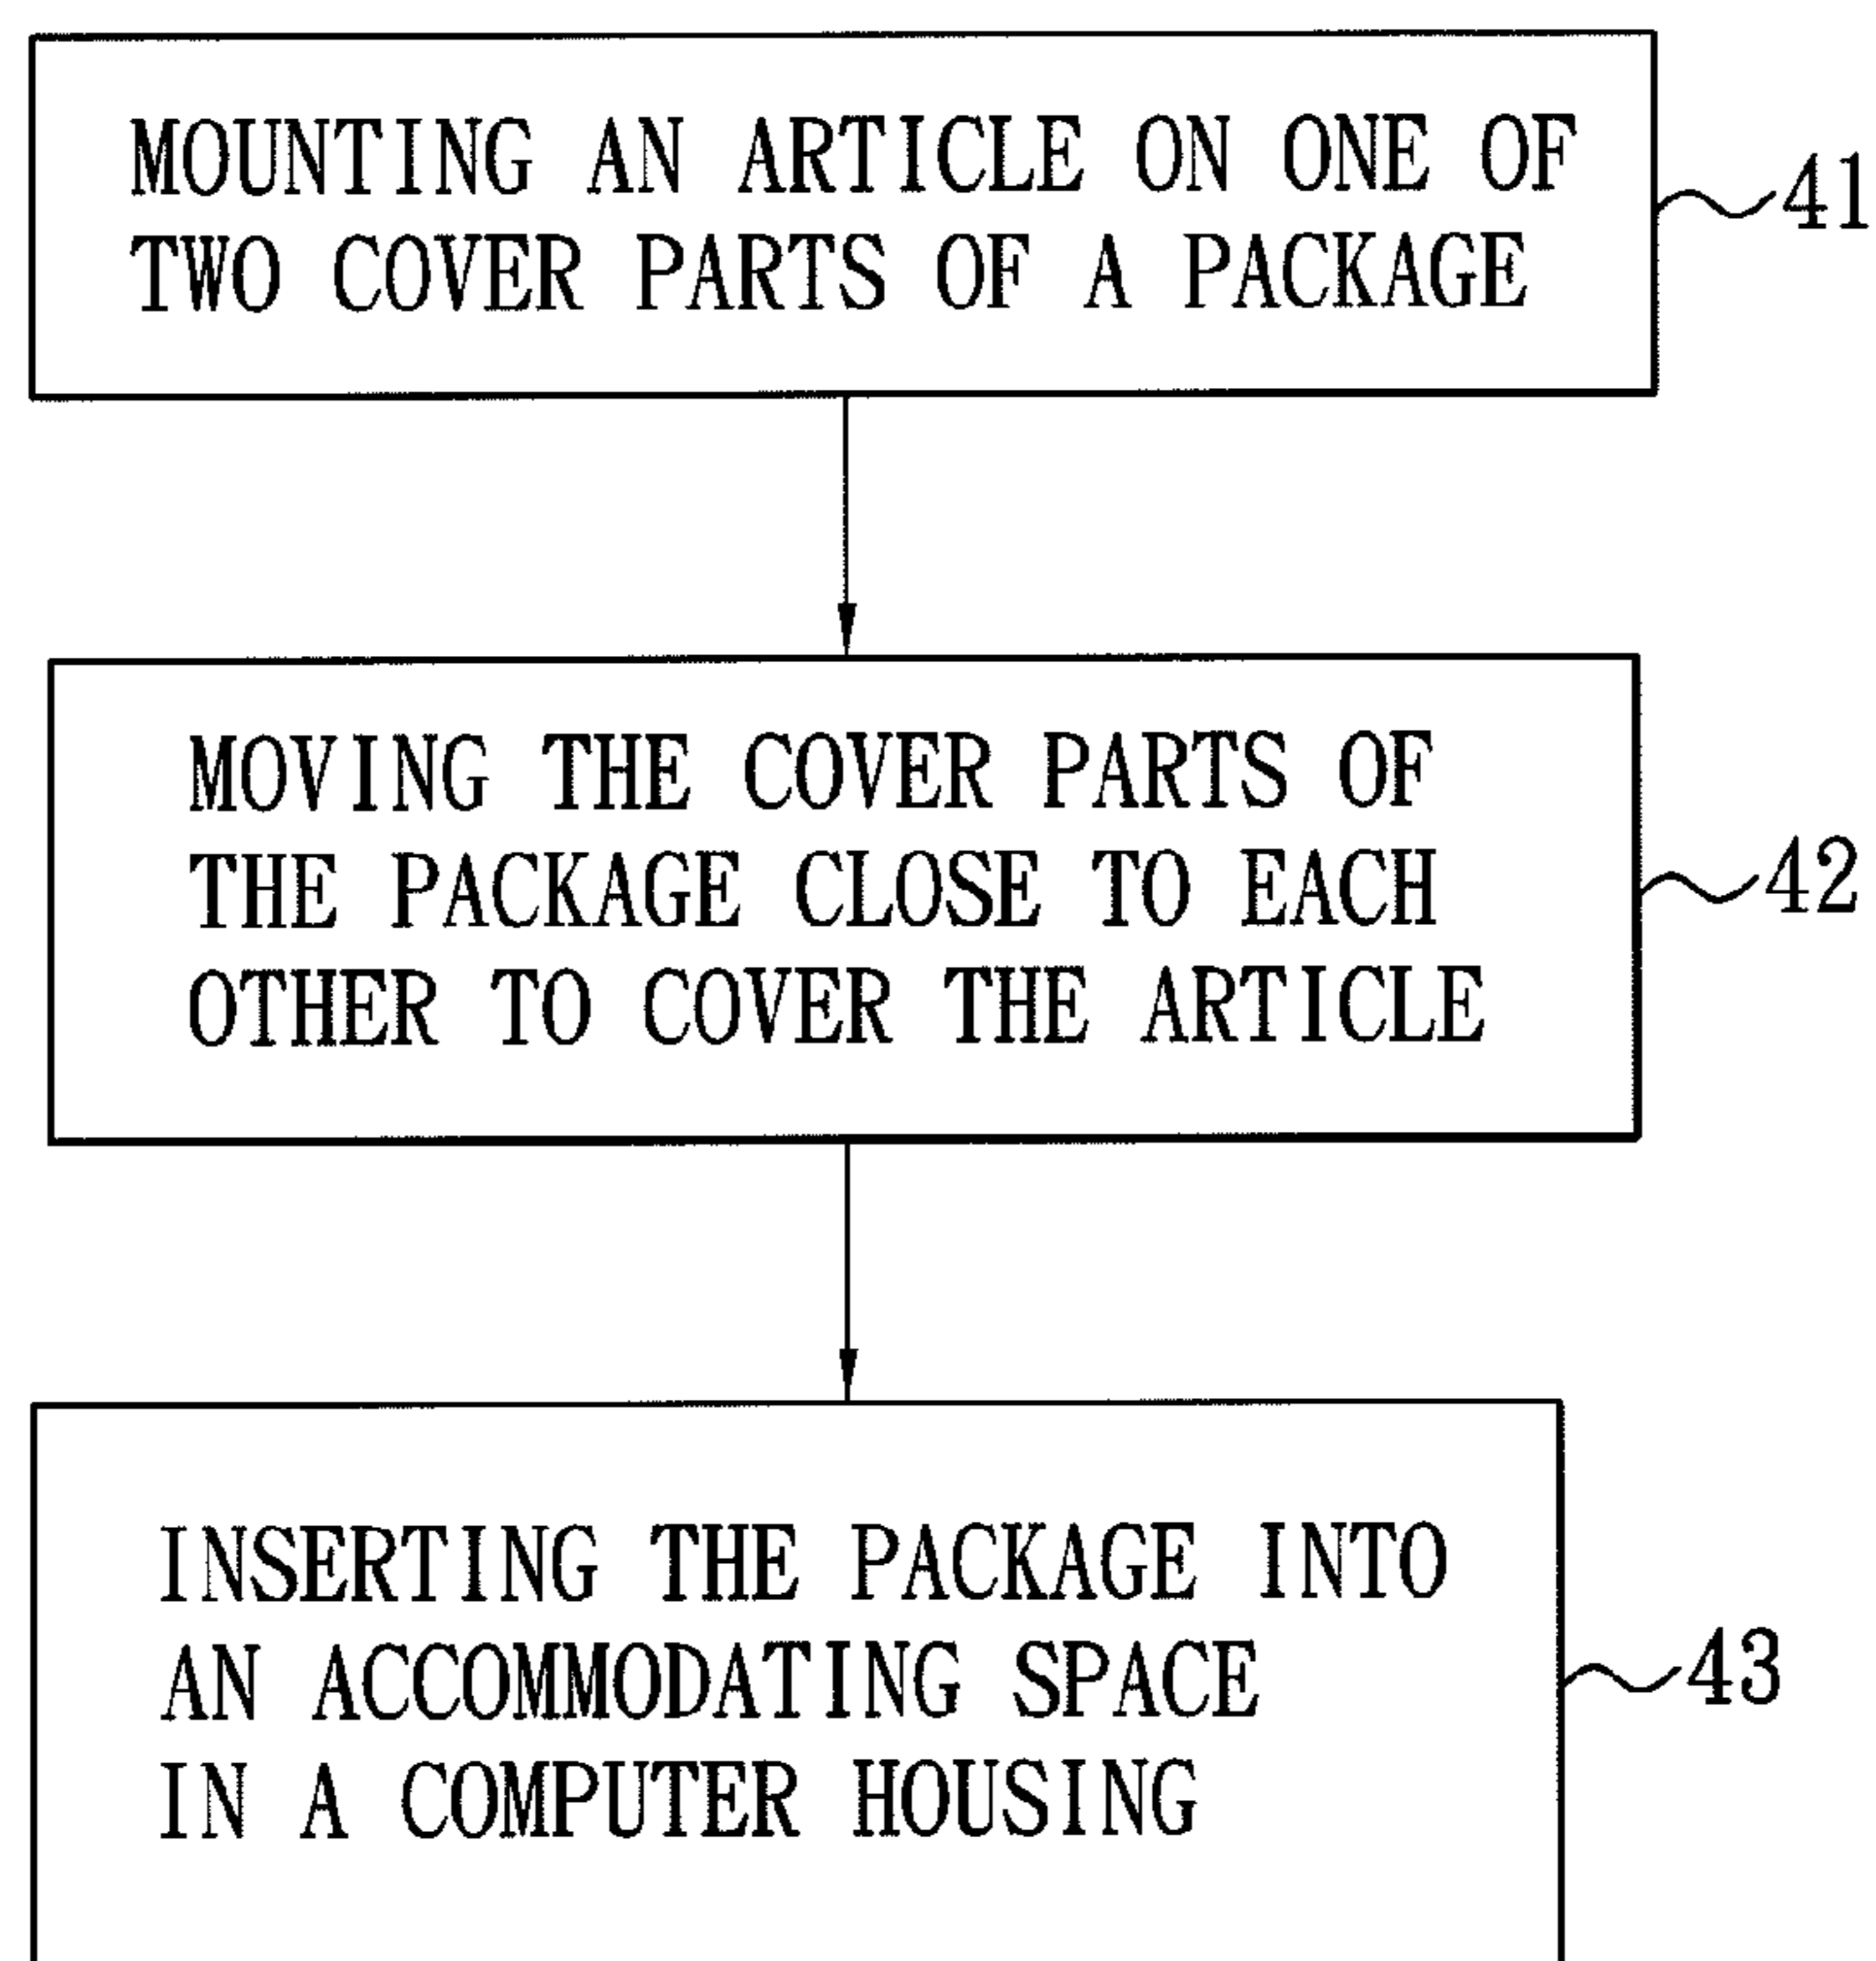 MOUNTING AN ARTICLE ON ONE OF
TWO COVER PARTS OF A PACKAGE
41
MOVING THE COVER PARTS OF
THE PACKAGE CLOSE TO EACH
OTHER TO COVER THE ARTICLE
42
INSERTING THE PACKAGE INTO
AN ACCOMMODATING SPACE
IN A COMPUTER HOUSING
43